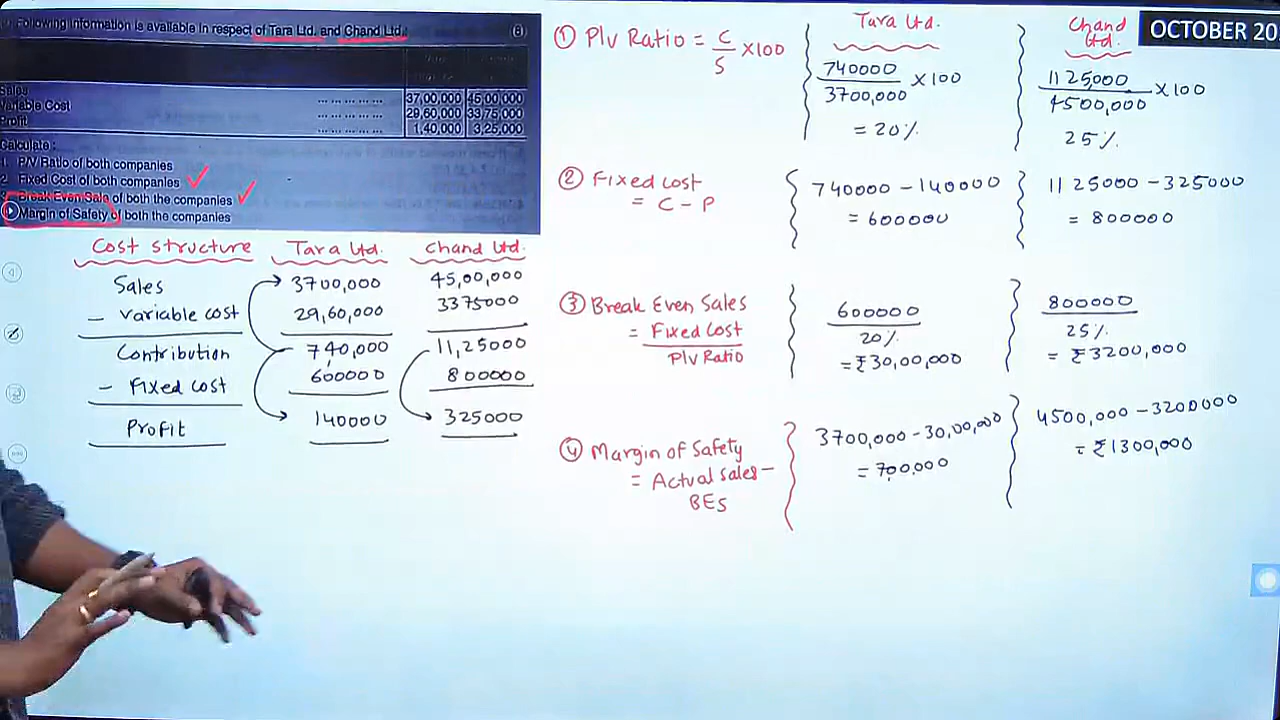 Following information is available in respect of Tara Ltd. and Chand Ltd. (8)
Sales ... ... ... ... ... 37,00,000 45,00,000
Variable Cost ... ... ... ... ... 29,60,000 33,75,000
Profit ... ... ... ... ... 1,40,000 3,25,000
Calculate :
1. P/V Ratio of both companies
2. Fixed Cost of both companies
3. Break Even Sale of both the companies
Margin of Safety of both the companies
Cost structure Tara Ltd. Chand Ltd.
Sales 3700,000 45,00,000
- variable cost 29,60,000 3375000
Contribution 740,000 11,25000
- Fixed cost 600000 800000
Profit 140000 325000
OCTOBER 20
Tara Ltd. Chand Ltd.
① P/v Ratio = C/S ×100
740000/3700,000 ×100
= 20%
1125000/4500,000 ×100
25%
② Fixed cost
= C - P
740000 - 140000
= 600000
1125000 - 325000
= 800000
③ Break Even Sales
= Fixed Cost
P/v Ratio
600000
20%
= ₹30,00,000
800000
25%
= ₹3200,000
④ Margin of Safety
= Actual sales -
BES
3700,000 - 30,00,000
= 700,000
4500,000 - 3200000
= ₹1300,000